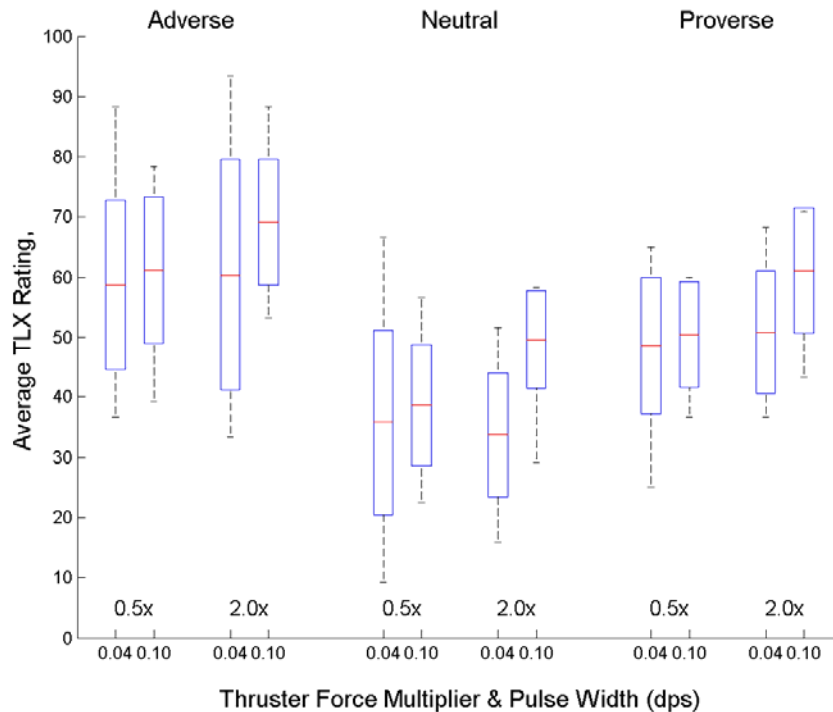 Adverse Neutral Proverse
100
90
80
70
60
50
40
30
20
10
0
Average TLX Rating,
0.5x 2.0x 0.5x 2.0x 0.5x 2.0x
0.04 0.10 0.04 0.10 0.04 0.10 0.04 0.10 0.04 0.10 0.04 0.10
Thruster Force Multiplier & Pulse Width (dps)